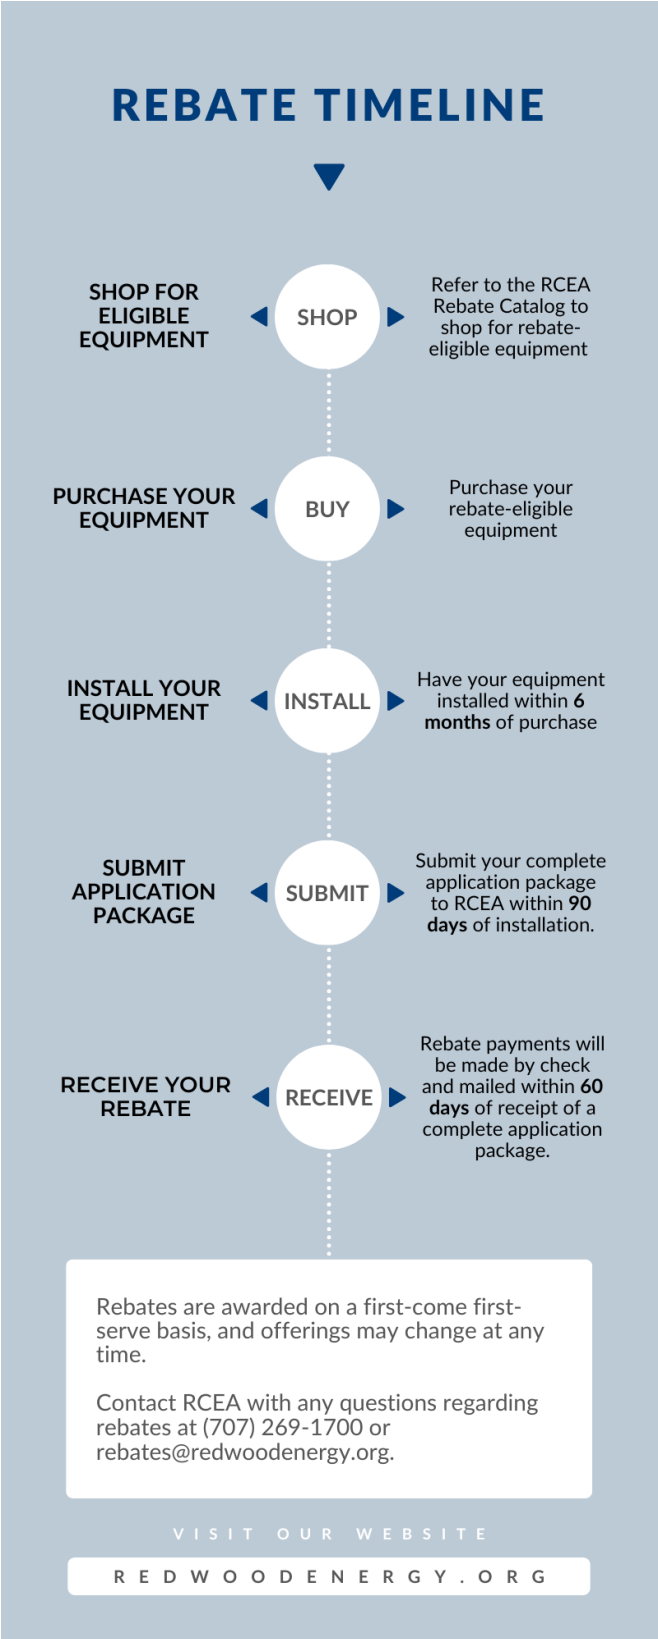 REBATE TIMELINE
SHOP FOR
ELIGIBLE
EQUIPMENT
SHOP
Refer to the RCEA
Rebate Catalog to
shop for rebate-
eligible equipment
PURCHASE YOUR
EQUIPMENT
BUY
Purchase your
rebate-eligible
equipment
INSTALL YOUR
EQUIPMENT
INSTALL
Have your equipment
installed within 6
months of purchase
SUBMIT
APPLICATION
PACKAGE
SUBMIT
Submit your complete
application package
to RCEA within 90
days of installation.
RECEIVE YOUR
REBATE
RECEIVE
Rebate payments will
be made by check
and mailed within 60
days of receipt of a
complete application
package.
Rebates are awarded on a first-come first-
serve basis, and offerings may change at any
time.
Contact RCEA with any questions regarding
rebates at (707) 269-1700 or
rebates@redwoodenergy.org.
VISIT OUR WEBSITE
REDWOODENERGY.ORG